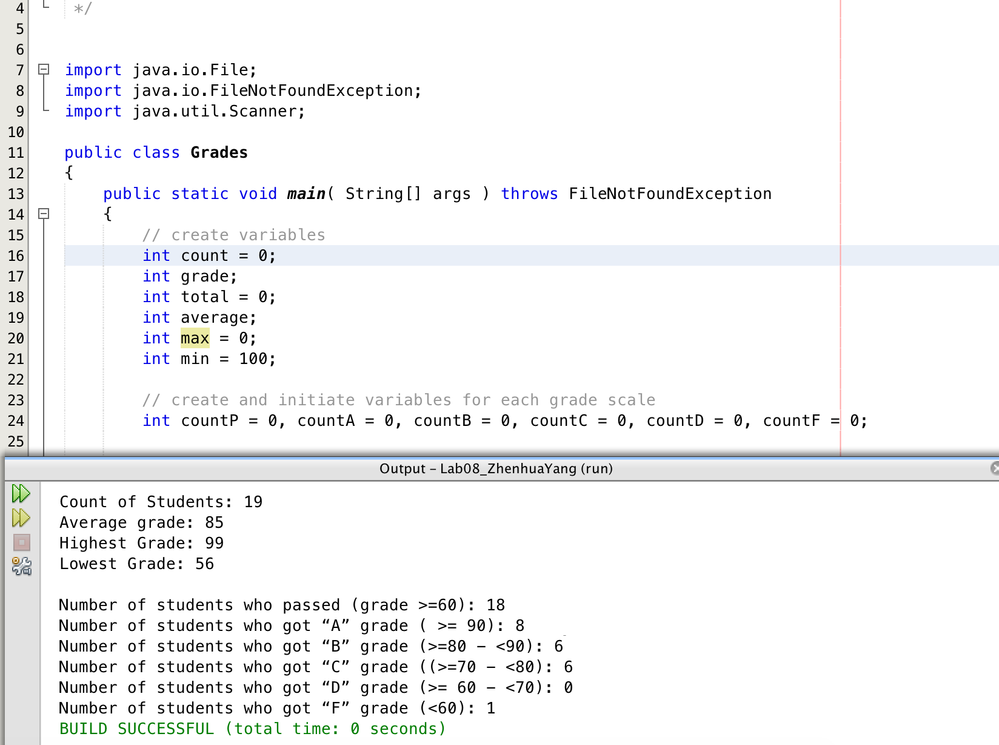 4 */
5
6
7 import java.io.File;
8 import java.io.FileNotFoundException;
9 import java.util.Scanner;
10
11 public class Grades
12 {
13 public static void main( String[] args ) throws FileNotFoundException
14 {
15 // create variables
16 int count = 0;
17 int grade;
18 int total = 0;
19 int average;
20 int max = 0;
21 int min = 100;
22
23 // create and initiate variables for each grade scale
24 int countP = 0, countA = 0, countB = 0, countC = 0, countD = 0, countF = 0;
25
Output – Lab08_ZhenhuaYang (run)
Count of Students: 19
Average grade: 85
Highest Grade: 99
Lowest Grade: 56
Number of students who passed (grade >=60): 18
Number of students who got “A” grade ( >= 90): 8
Number of students who got “B” grade (>=80 – <90): 6
Number of students who got “C” grade ((>=70 – <80): 6
Number of students who got “D” grade (>= 60 – <70): 0
Number of students who got “F” grade (<60): 1
BUILD SUCCESSFUL (total time: 0 seconds)